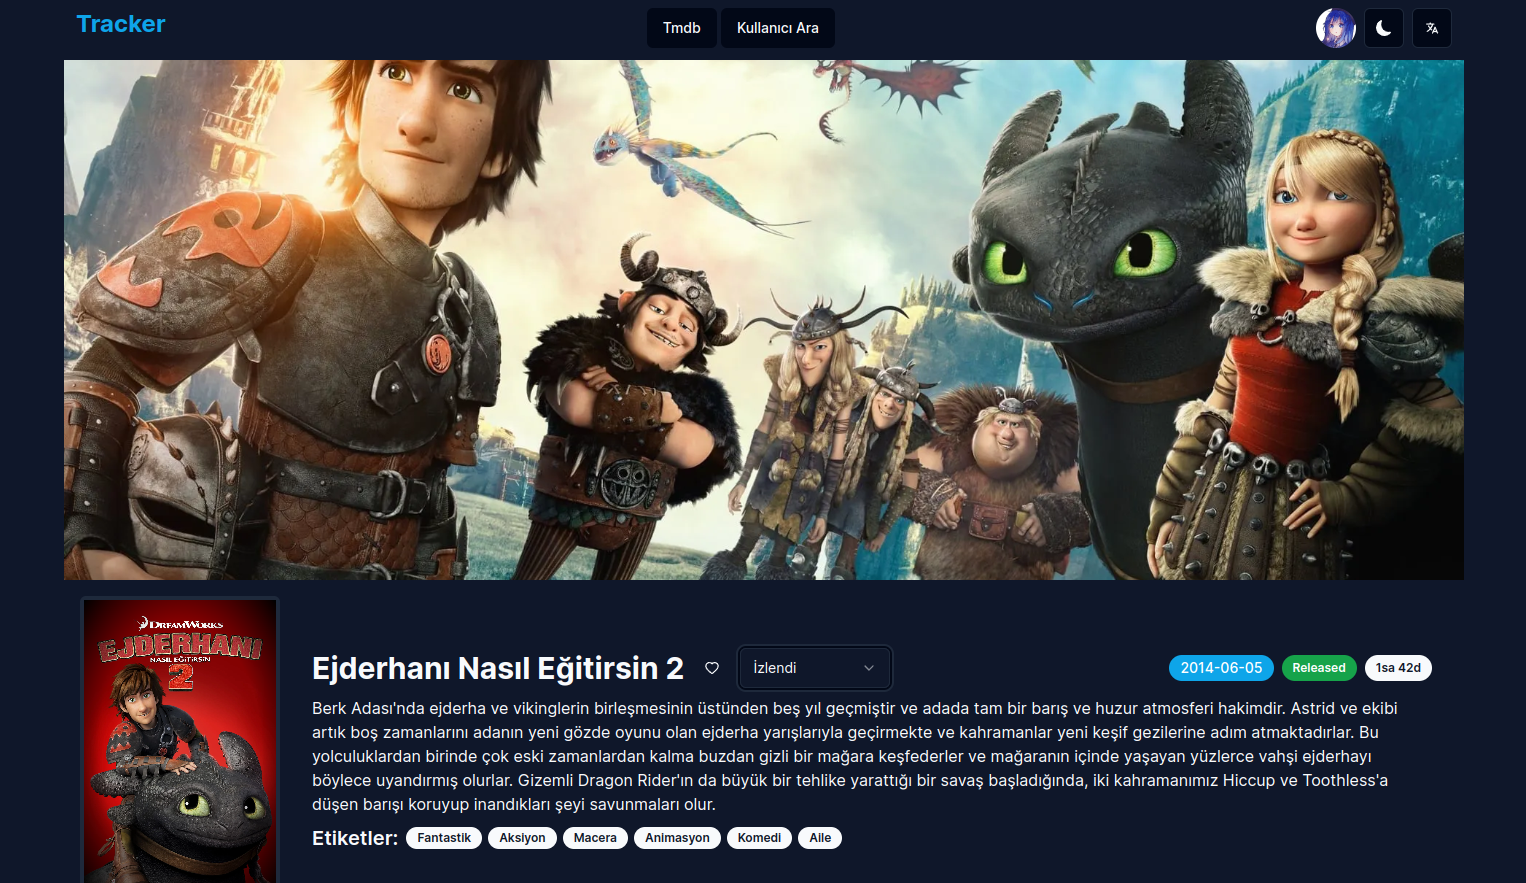 Tracker
Tmdb
Kullanıcı Ara
DREAMWORKS
EJDERHANI
NASIL EĞİTİRSİN
2
Ejderhanı Nasıl Eğitirsin 2
İzlendi
2014-06-05
Released
1sa 42d
Berk Adası'nda ejderha ve vikinglerin birleşmesinin üstünden beş yıl geçmiştir ve adada tam bir barış ve huzur atmosferi hakimdir. Astrid ve ekibi
artık boş zamanlarını adanın yeni gözde oyunu olan ejderha yarışlarıyla geçirmekte ve kahramanlar yeni keşif gezilerine adım atmaktadırlar. Bu
yolculuklardan birinde çok eski zamanlardan kalma buzdan gizli bir mağara keşfederler ve mağaranın içinde yaşayan yüzlerce vahşi ejderhayı
böylece uyandırmış olurlar. Gizemli Dragon Rider'ın da büyük bir tehlike yarattığı bir savaş başladığında, iki kahramanımız Hiccup ve Toothless'a
düşen barışı koruyup inandıkları şeyi savunmaları olur.
Etiketler:
Fantastik
Aksiyon
Macera
Animasyon
Komedi
Aile